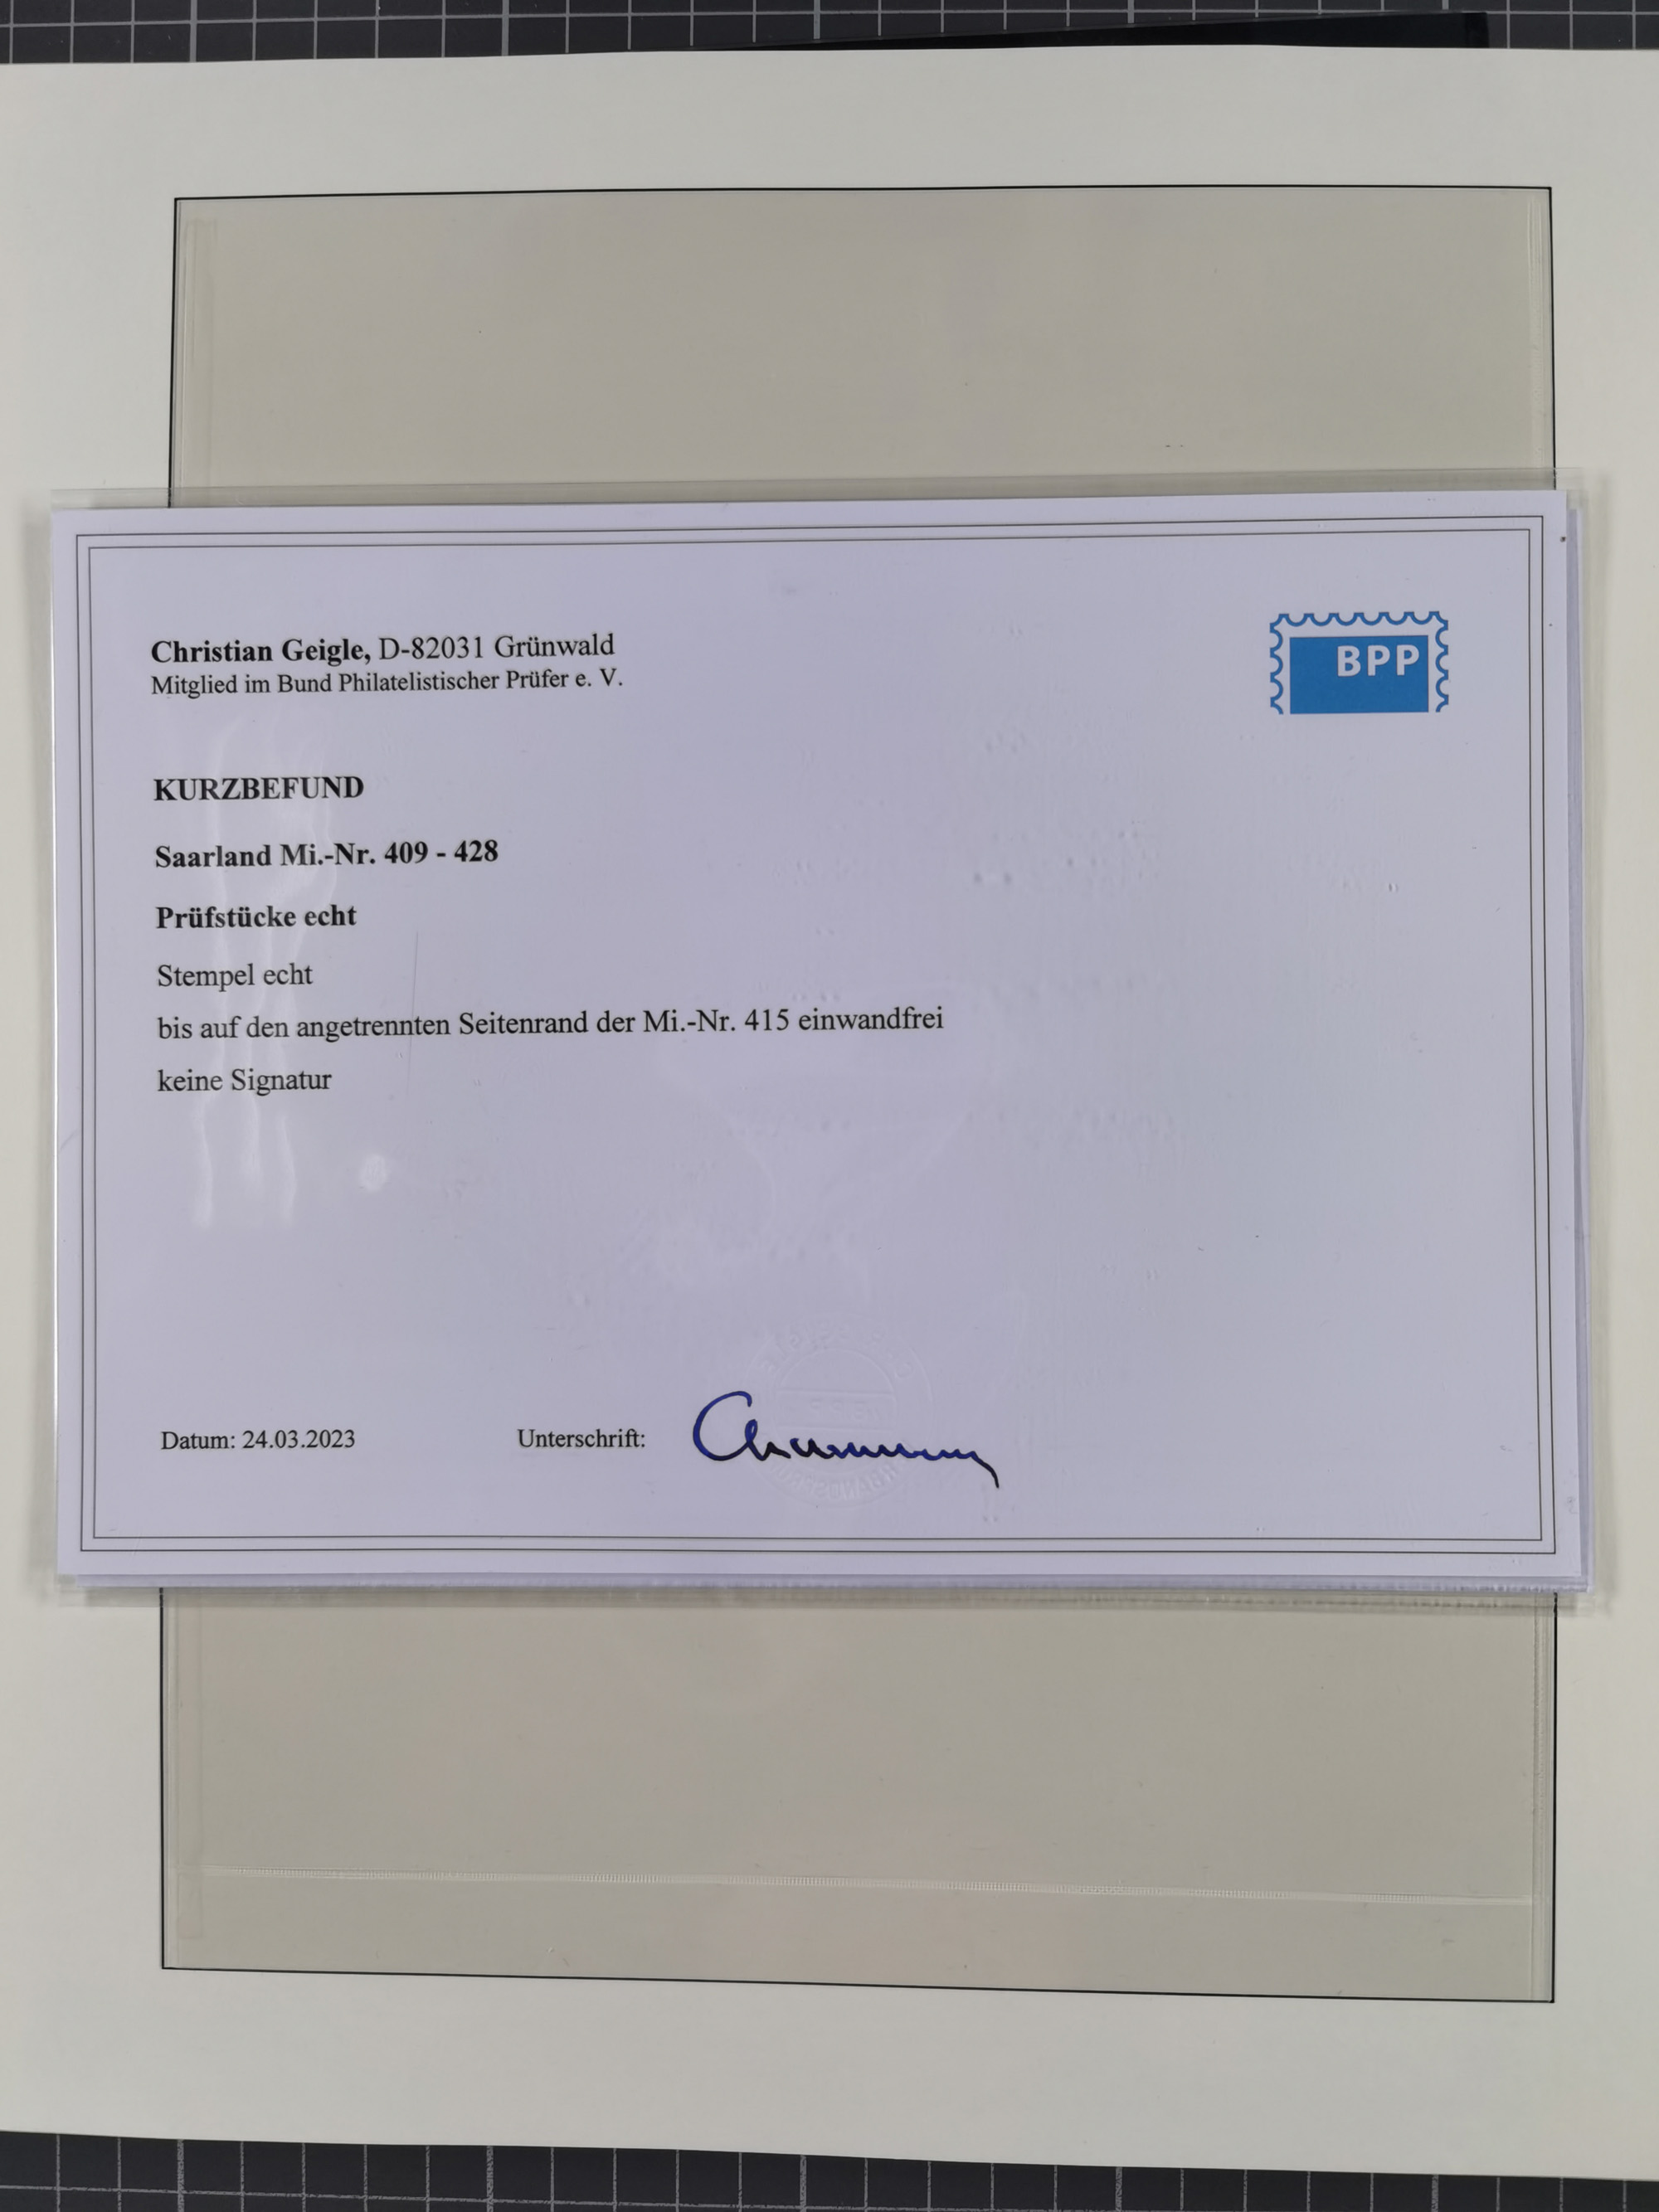 Christian Geigle, D-82031 Grünwald
Mitglied im Bund Philatelistischer Prüfer e. V.
BPP
KURZBEFUND
Saarland Mi.-Nr. 409 - 428
Prüfstücke echt
Stempel echt
bis auf den angetrennten Seitenrand der Mi.-Nr. 415 einwandfrei
keine Signatur
Datum: 24.03.2023 Unterschrift: